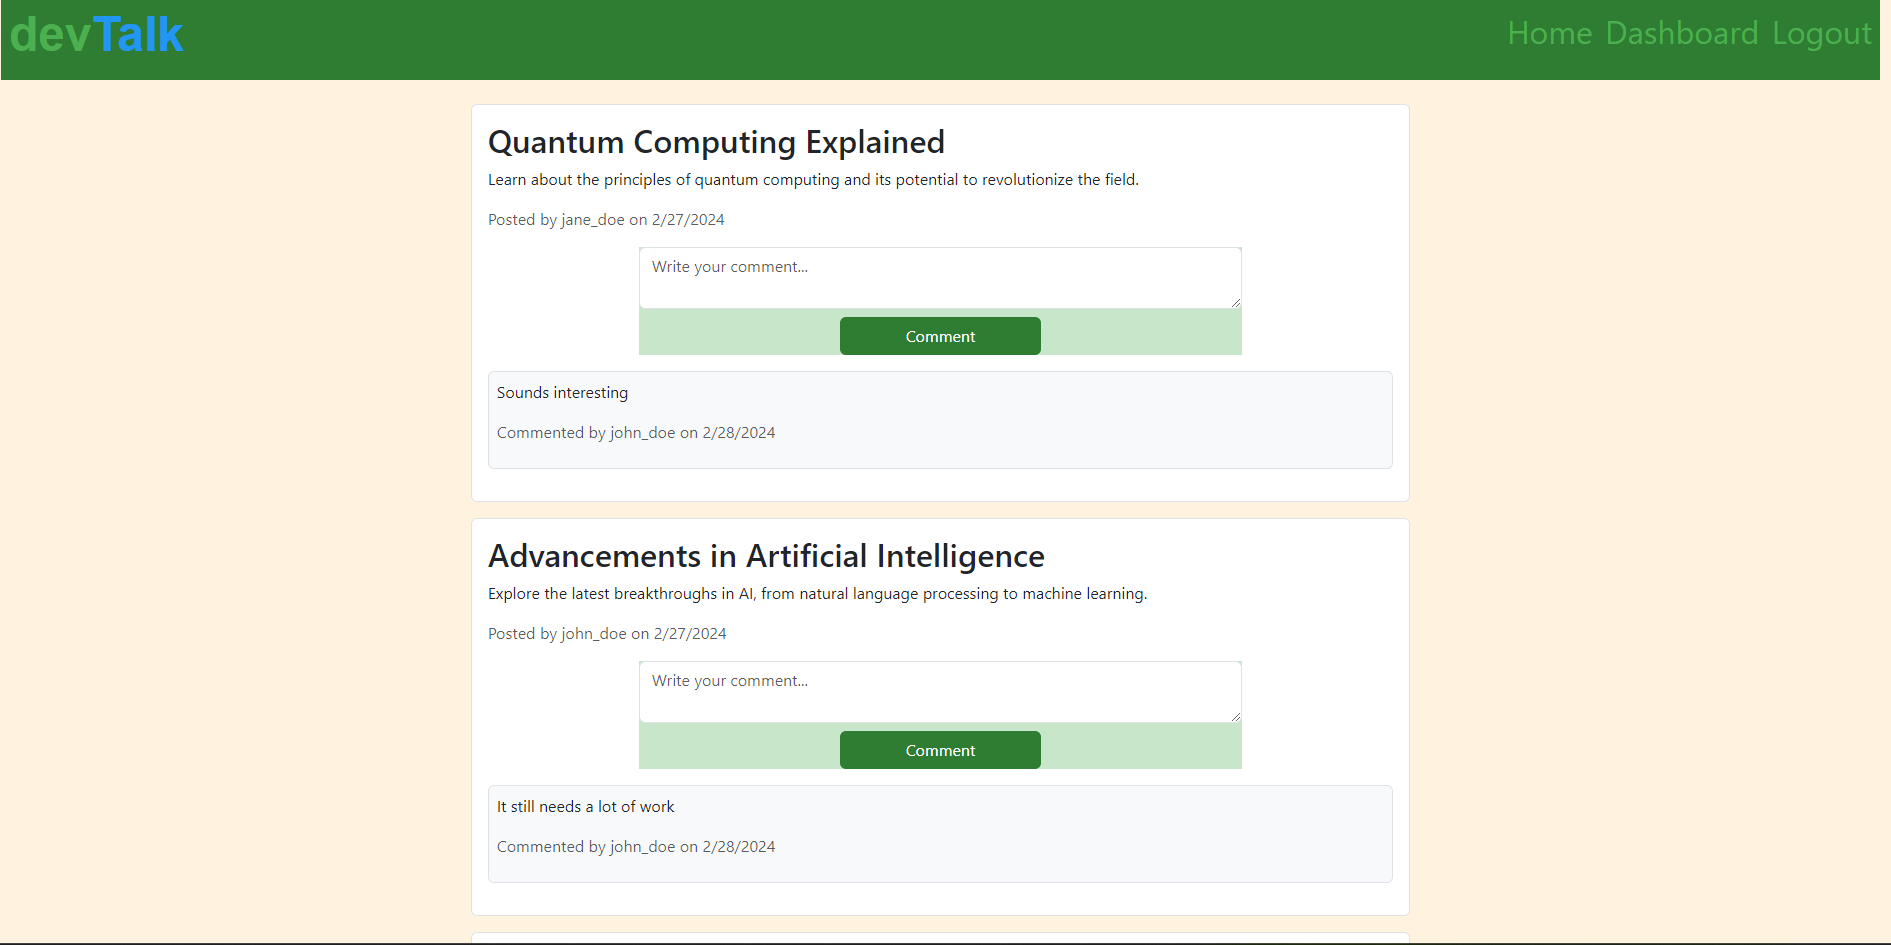 devTalk
Home Dashboard Logout
Quantum Computing Explained
Learn about the principles of quantum computing and its potential to revolutionize the field.
Posted by jane_doe on 2/27/2024
Write your comment...
Comment
Sounds interesting
Commented by john_doe on 2/28/2024
Advancements in Artificial Intelligence
Explore the latest breakthroughs in AI, from natural language processing to machine learning.
Posted by john_doe on 2/27/2024
Write your comment...
Comment
It still needs a lot of work
Commented by john_doe on 2/28/2024